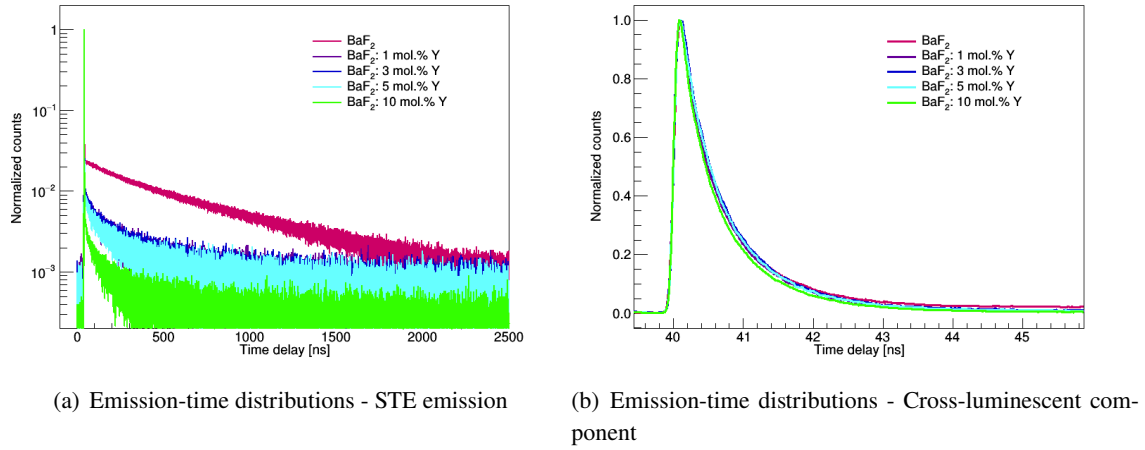 1
10⁻¹
10⁻²
10⁻³
Normalized counts
BaF₂
BaF₂: 1 mol.% Y
BaF₂: 3 mol.% Y
BaF₂: 5 mol.% Y
BaF₂: 10 mol.% Y
0 500 1000 1500 2000 2500
Time delay [ns]
(a) Emission-time distributions - STE emission
1.0
0.8
0.6
0.4
0.2
0.0
Normalized counts
BaF₂
BaF₂: 1 mol.% Y
BaF₂: 3 mol.% Y
BaF₂: 5 mol.% Y
BaF₂: 10 mol.% Y
40 41 42 43 44 45
Time delay [ns]
(b) Emission-time distributions - Cross-luminescent com-
ponent